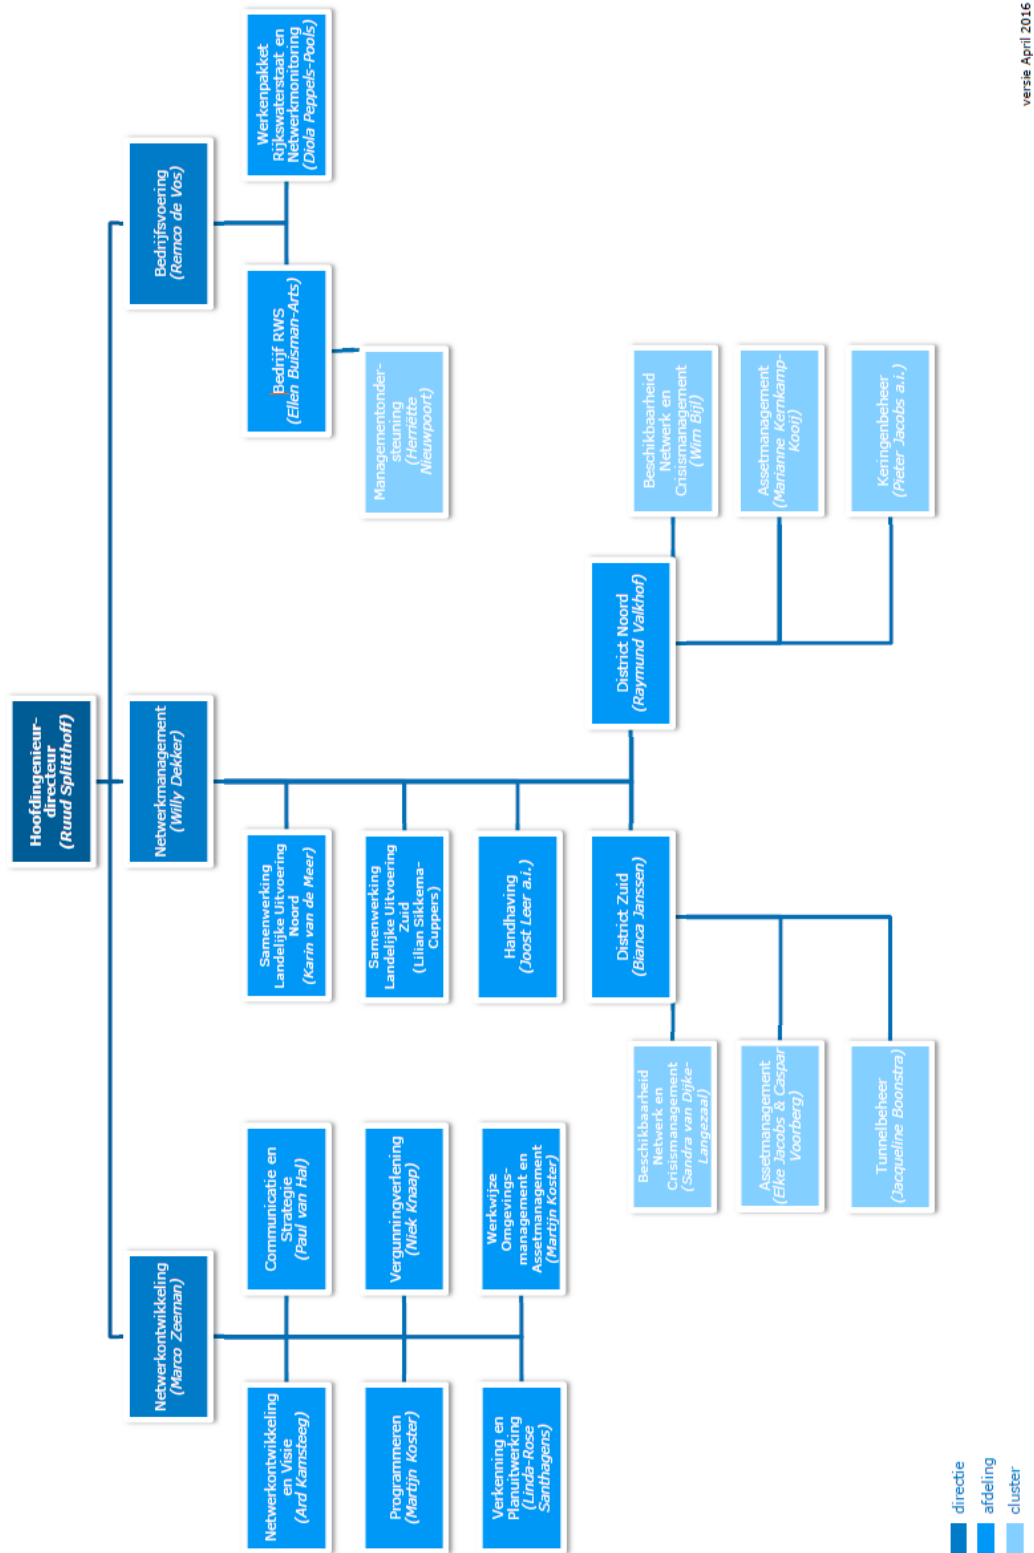 Hoofdingenieur-
directeur
(Ruud Splitthoff)
Netwerkontwikkeling
(Marco Zeeman)
Netwerkmanagement
(Willy Dekker)
Bedrijfsvoering
(Remco de Vos)
Netwerkontwikkeling
en Visie
(Ard Kamsteeg)
Communicatie en
Strategie
(Paul van Hal)
Programmeren
(Martijn Koster)
Vergunningverlening
(Niek Knaap)
Verkenning en
Planuitwerking
(Linda-Rose
Santhagens)
Werkwijze
Omgevings-
management en
Assetmanagement
(Martijn Koster)
Samenwerking
Landelijke Uitvoering
Noord
(Karin van de Meer)
Samenwerking
Landelijke Uitvoering
Zuid
(Lilian Sikkema-
Cuppers)
Handhaving
(Joost Leer a.i.)
District Zuid
(Bianca Janssen)
District Noord
(Raymund Valkhof)
Beschikbaarheid
Netwerk en
Crisismanagement
(Sandra van Dijke-
Langezaal)
Assetmanagement
(Elke Jacobs & Caspar
Voorberg)
Tunnelbeheer
(Jacqueline Boonstra)
Beschikbaarheid
Netwerk en
Crisismanagement
(Wim Bijl)
Assetmanagement
(Marianne Kernkamp-
Kooij)
Keringenbeheer
(Pieter Jacobs a.i.)
Bedrijf RWS
(Ellen Buisman-Arts)
Werkenpakket
Rijkswaterstaat en
Netwerkmonitoring
(Diola Peppels-Pools)
Managementonder-
steuning
(Herriëtte
Nieuwpoort)
directie
afdeling
cluster
versie April 2016